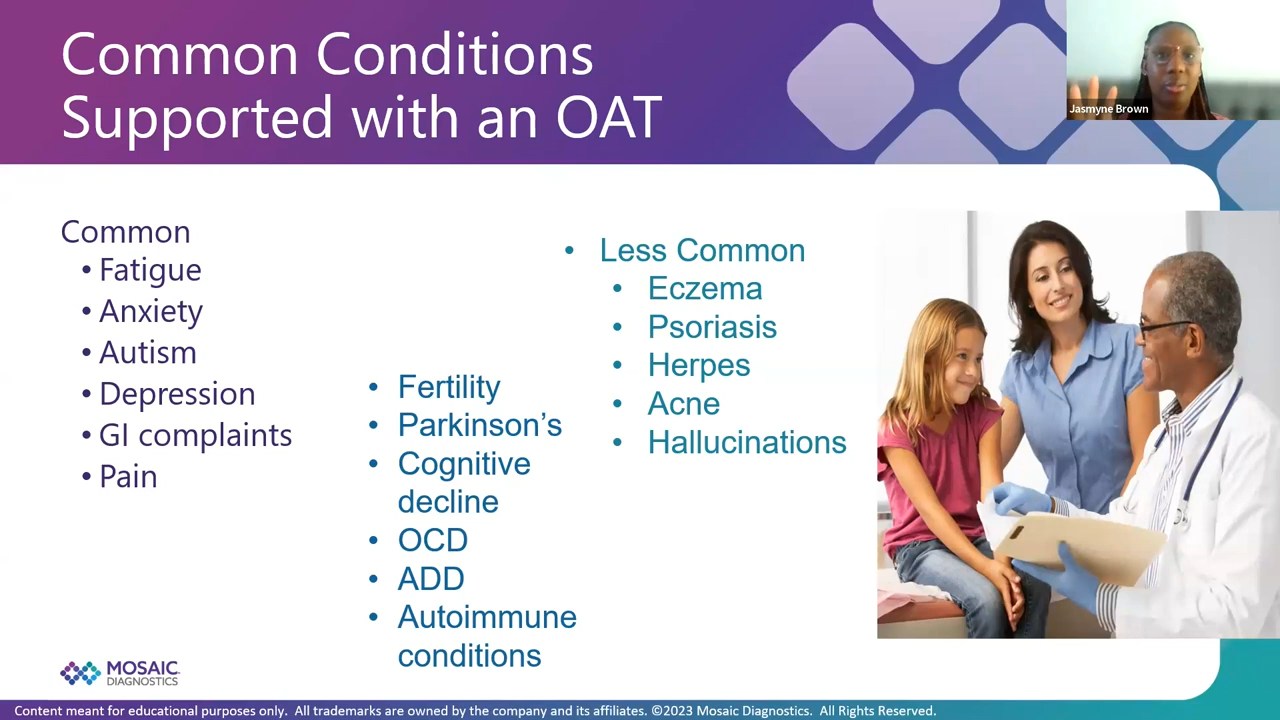 Common Conditions
Supported with an OAT
Jasmyne Brown
Common
• Fatigue
• Anxiety
• Autism
• Depression
• GI complaints
• Pain
• Fertility
• Parkinson’s
• Cognitive
decline
• OCD
• ADD
• Autoimmune
conditions
• Less Common
• Eczema
• Psoriasis
• Herpes
• Acne
• Hallucinations
MOSAIC
DIAGNOSTICS
Content meant for educational purposes only. All trademarks are owned by the company and its affiliates. ©2023 Mosaic Diagnostics. All Rights Reserved.